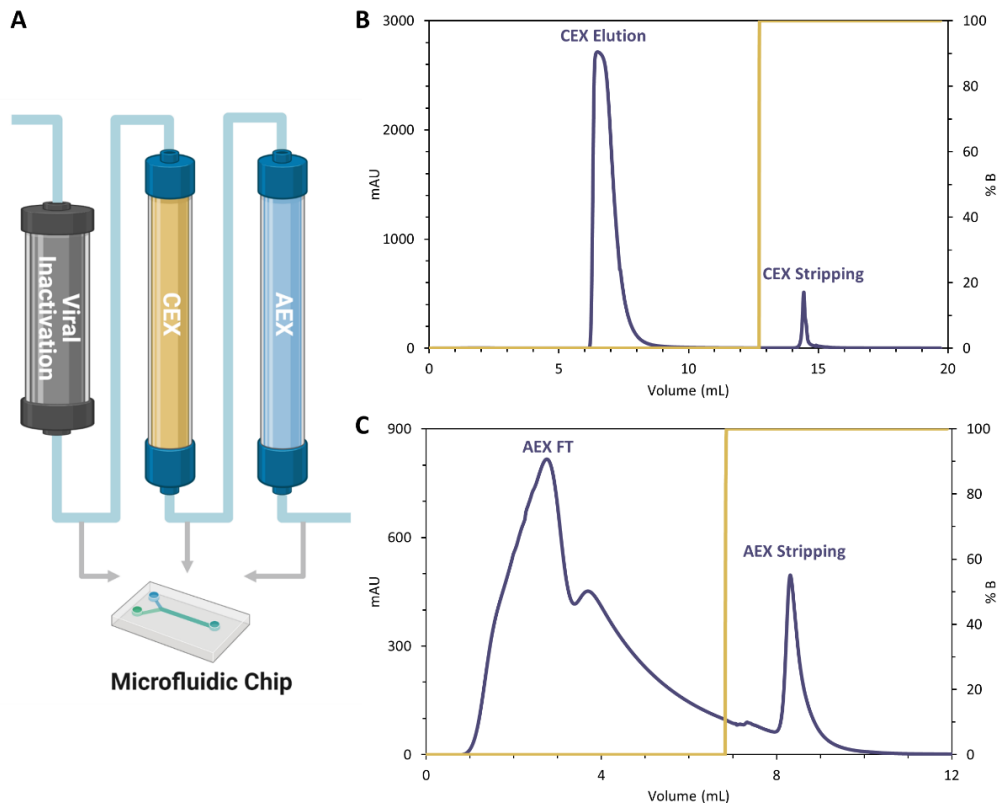 A
Viral
Inactivation
CEX
AEX
Microfluidic Chip
B
CEX Elution
CEX Stripping
3000
2000
1000
0
mAU
100
80
60
40
20
0
% B
0
5
10
15
20
Volume (mL)
C
AEX FT
AEX Stripping
900
600
300
0
mAU
100
80
60
40
20
0
% B
0
4
8
12
Volume (mL)